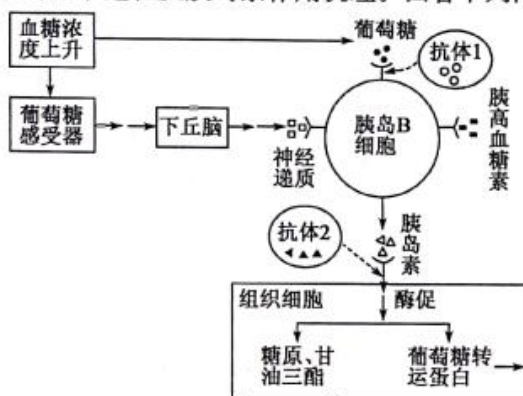 血糖浓
度上升
葡萄糖
抗体1
葡萄糖
感受器
下丘脑
神经
递质
胰岛B
细胞
胰
高
血
糖
素
抗体2
胰
岛
素
组织细胞
酶促
糖原、甘
油三酯
葡萄糖转
运蛋白